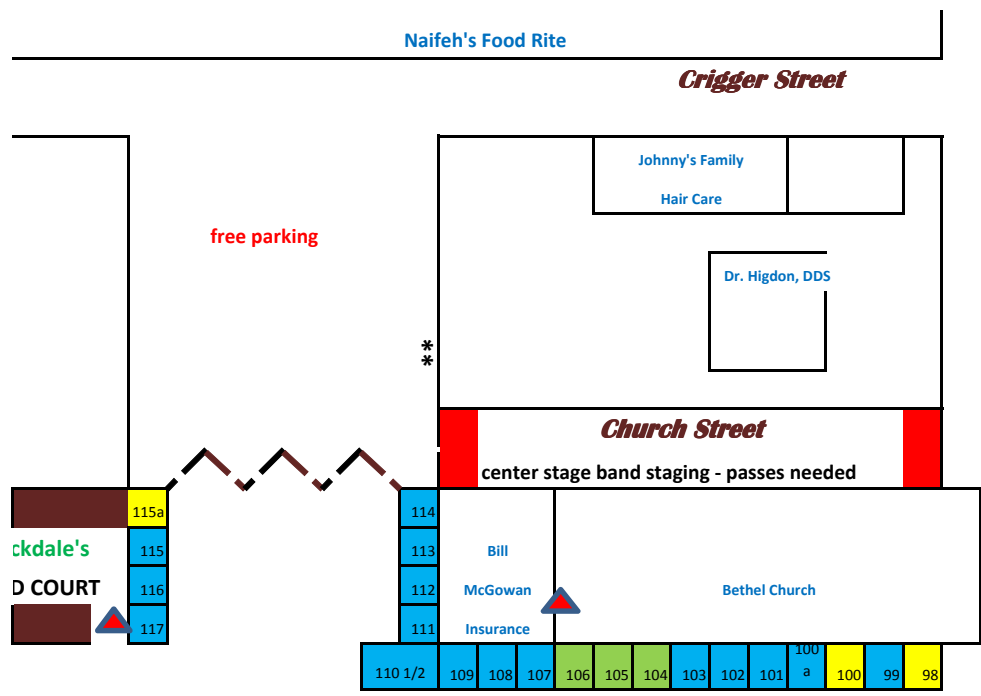 Naifeh's Food Rite
Crigger Street
Johnny's Family
Hair Care
free parking
Dr. Higdon, DDS
**
Church Street
center stage band staging - passes needed
115a
114
ckdale's
115
113
Bill
D COURT
116
112
McGowan
Bethel Church
117
111
Insurance
110 1/2
109
108
107
106
105
104
103
102
101
100
a
100
99
98